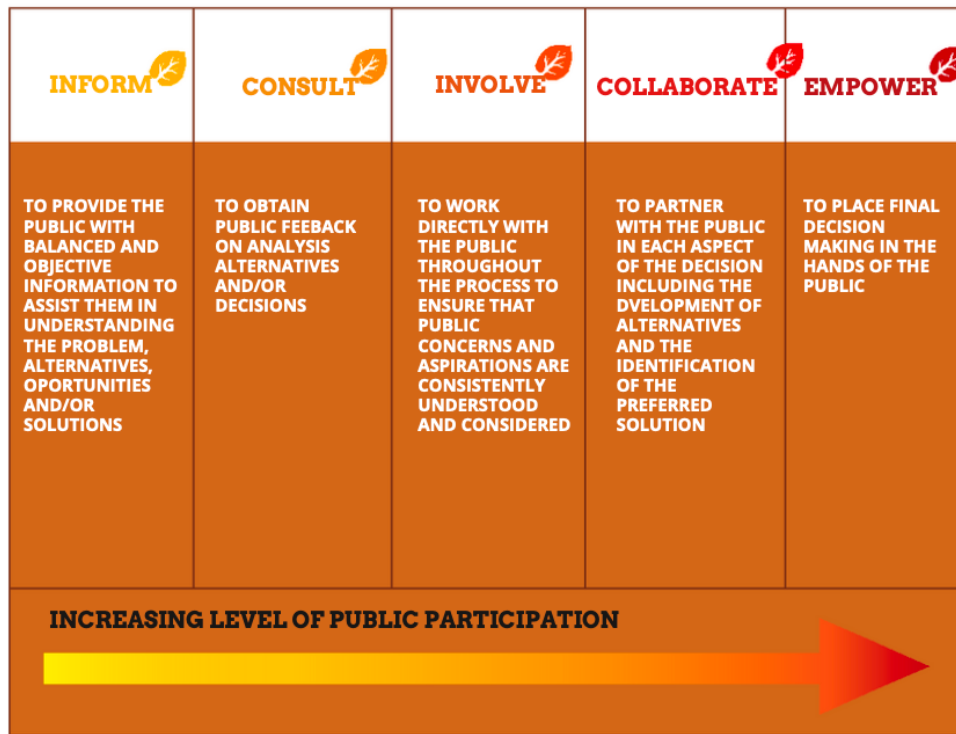 INFORM
CONSULT
INVOLVE
COLLABORATE
EMPOWER
TO PROVIDE THE
PUBLIC WITH
BALANCED AND
OBJECTIVE
INFORMATION TO
ASSIST THEM IN
UNDERSTANDING
THE PROBLEM,
ALTERNATIVES,
OPORTUNITIES
AND/OR
SOLUTIONS
TO OBTAIN
PUBLIC FEEBACK
ON ANALYSIS
ALTERNATIVES
AND/OR
DECISIONS
TO WORK
DIRECTLY WITH
THE PUBLIC
THROUGHOUT
THE PROCESS TO
ENSURE THAT
PUBLIC
CONCERNS AND
ASPIRATIONS ARE
CONSISTENTLY
UNDERSTOOD
AND CONSIDERED
TO PARTNER
WITH THE PUBLIC
IN EACH ASPECT
OF THE DECISION
INCLUDING THE
DVELOPMENT OF
ALTERNATIVES
AND THE
IDENTIFICATION
OF THE
PREFERRED
SOLUTION
TO PLACE FINAL
DECISION
MAKING IN THE
HANDS OF THE
PUBLIC
INCREASING LEVEL OF PUBLIC PARTICIPATION